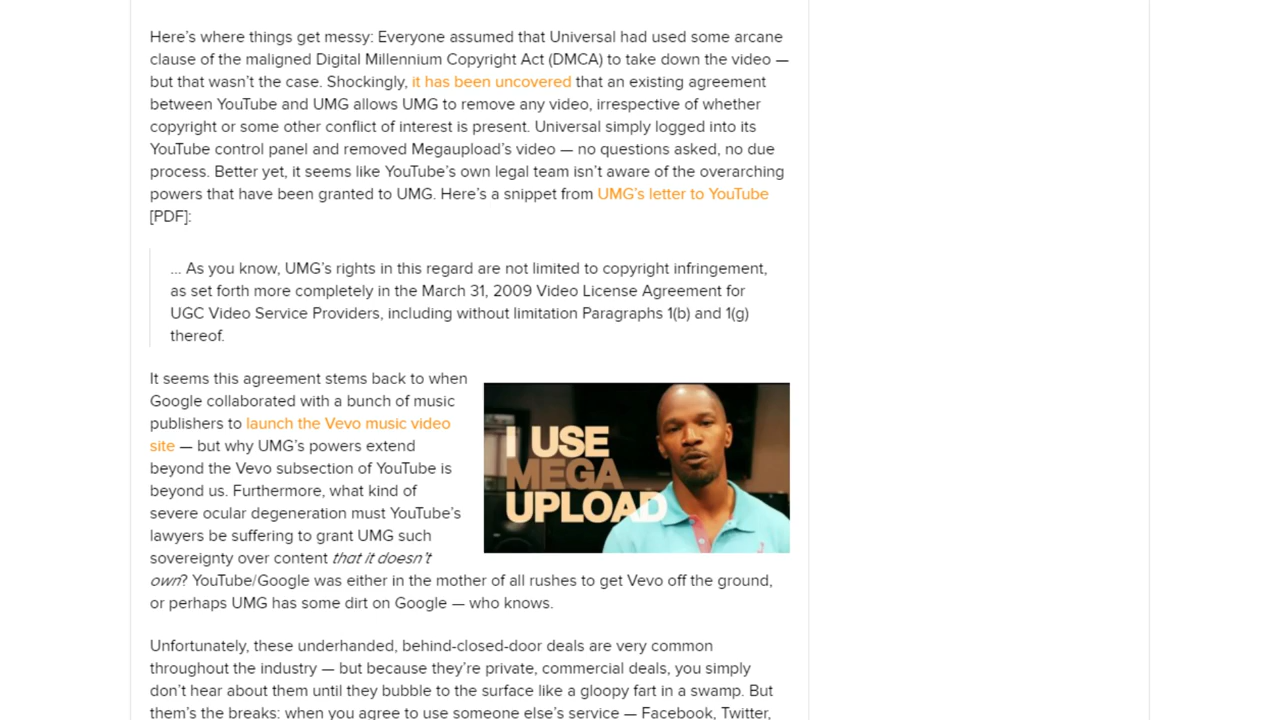 Here’s where things get messy: Everyone assumed that Universal had used some arcane
clause of the maligned Digital Millennium Copyright Act (DMCA) to take down the video —
but that wasn’t the case. Shockingly, it has been uncovered that an existing agreement
between YouTube and UMG allows UMG to remove any video, irrespective of whether
copyright or some other conflict of interest is present. Universal simply logged into its
YouTube control panel and removed Megaupload’s video — no questions asked, no due
process. Better yet, it seems like YouTube’s own legal team isn’t aware of the overarching
powers that have been granted to UMG. Here’s a snippet from UMG’s letter to YouTube
[PDF]:
… As you know, UMG’s rights in this regard are not limited to copyright infringement,
as set forth more completely in the March 31, 2009 Video License Agreement for
UGC Video Service Providers, including without limitation Paragraphs 1(b) and 1(g)
thereof.
It seems this agreement stems back to when
Google collaborated with a bunch of music
publishers to launch the Vevo music video
site — but why UMG’s powers extend
beyond the Vevo subsection of YouTube is
beyond us. Furthermore, what kind of
severe ocular degeneration must YouTube’s
lawyers be suffering to grant UMG such
sovereignty over content that it doesn’t
own? YouTube/Google was either in the mother of all rushes to get Vevo off the ground,
or perhaps UMG has some dirt on Google — who knows.
I USE
MEGA
UPLOAD
Unfortunately, these underhanded, behind-closed-door deals are very common
throughout the industry — but because they’re private, commercial deals, you simply
don’t hear about them until they bubble to the surface like a gloopy fart in a swamp. But
them’s the breaks: when you agree to use someone else’s service — Facebook, Twitter,